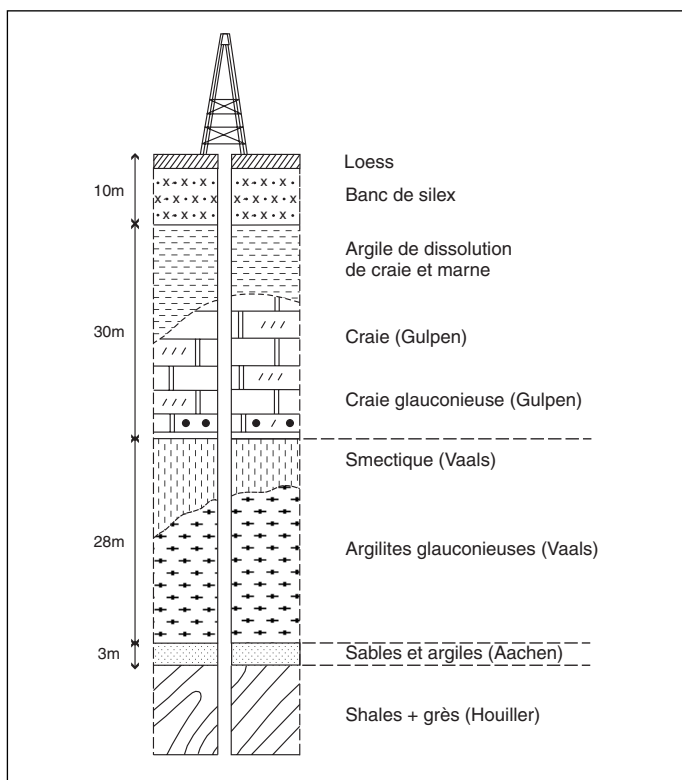 Loess
10m
Banc de silex
Argile de dissolution
de craie et marne
30m
Craie (Gulpen)
Craie glauconieuse (Gulpen)
Smectique (Vaals)
28m
Argilites glauconieuses (Vaals)
3m
Sables et argiles (Aachen)
Shales + grès (Houiller)